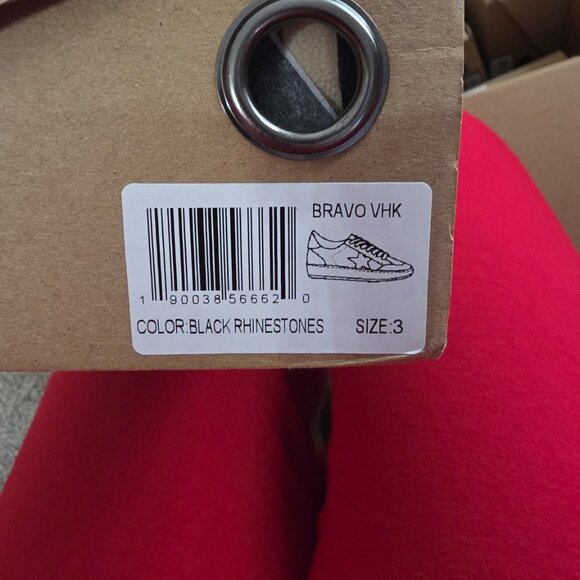 BRAVO VHK
1 90038 56662 0
COLOR:BLACK RHINESTONES SIZE:3